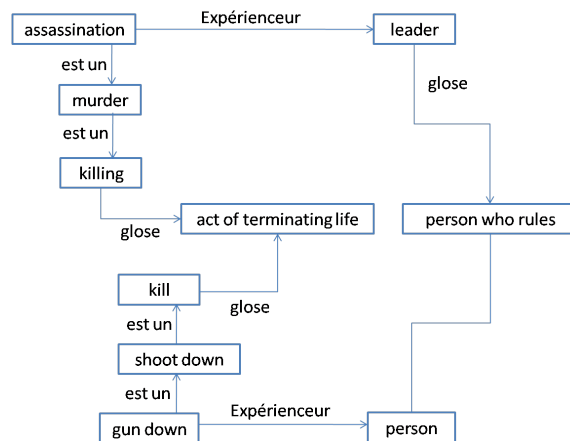 Expérienceur
assassination
leader
est un
glose
murder
est un
killing
act of terminating life
person who rules
glose
kill
glose
est un
shoot down
est un
Expérienceur
gun down
person